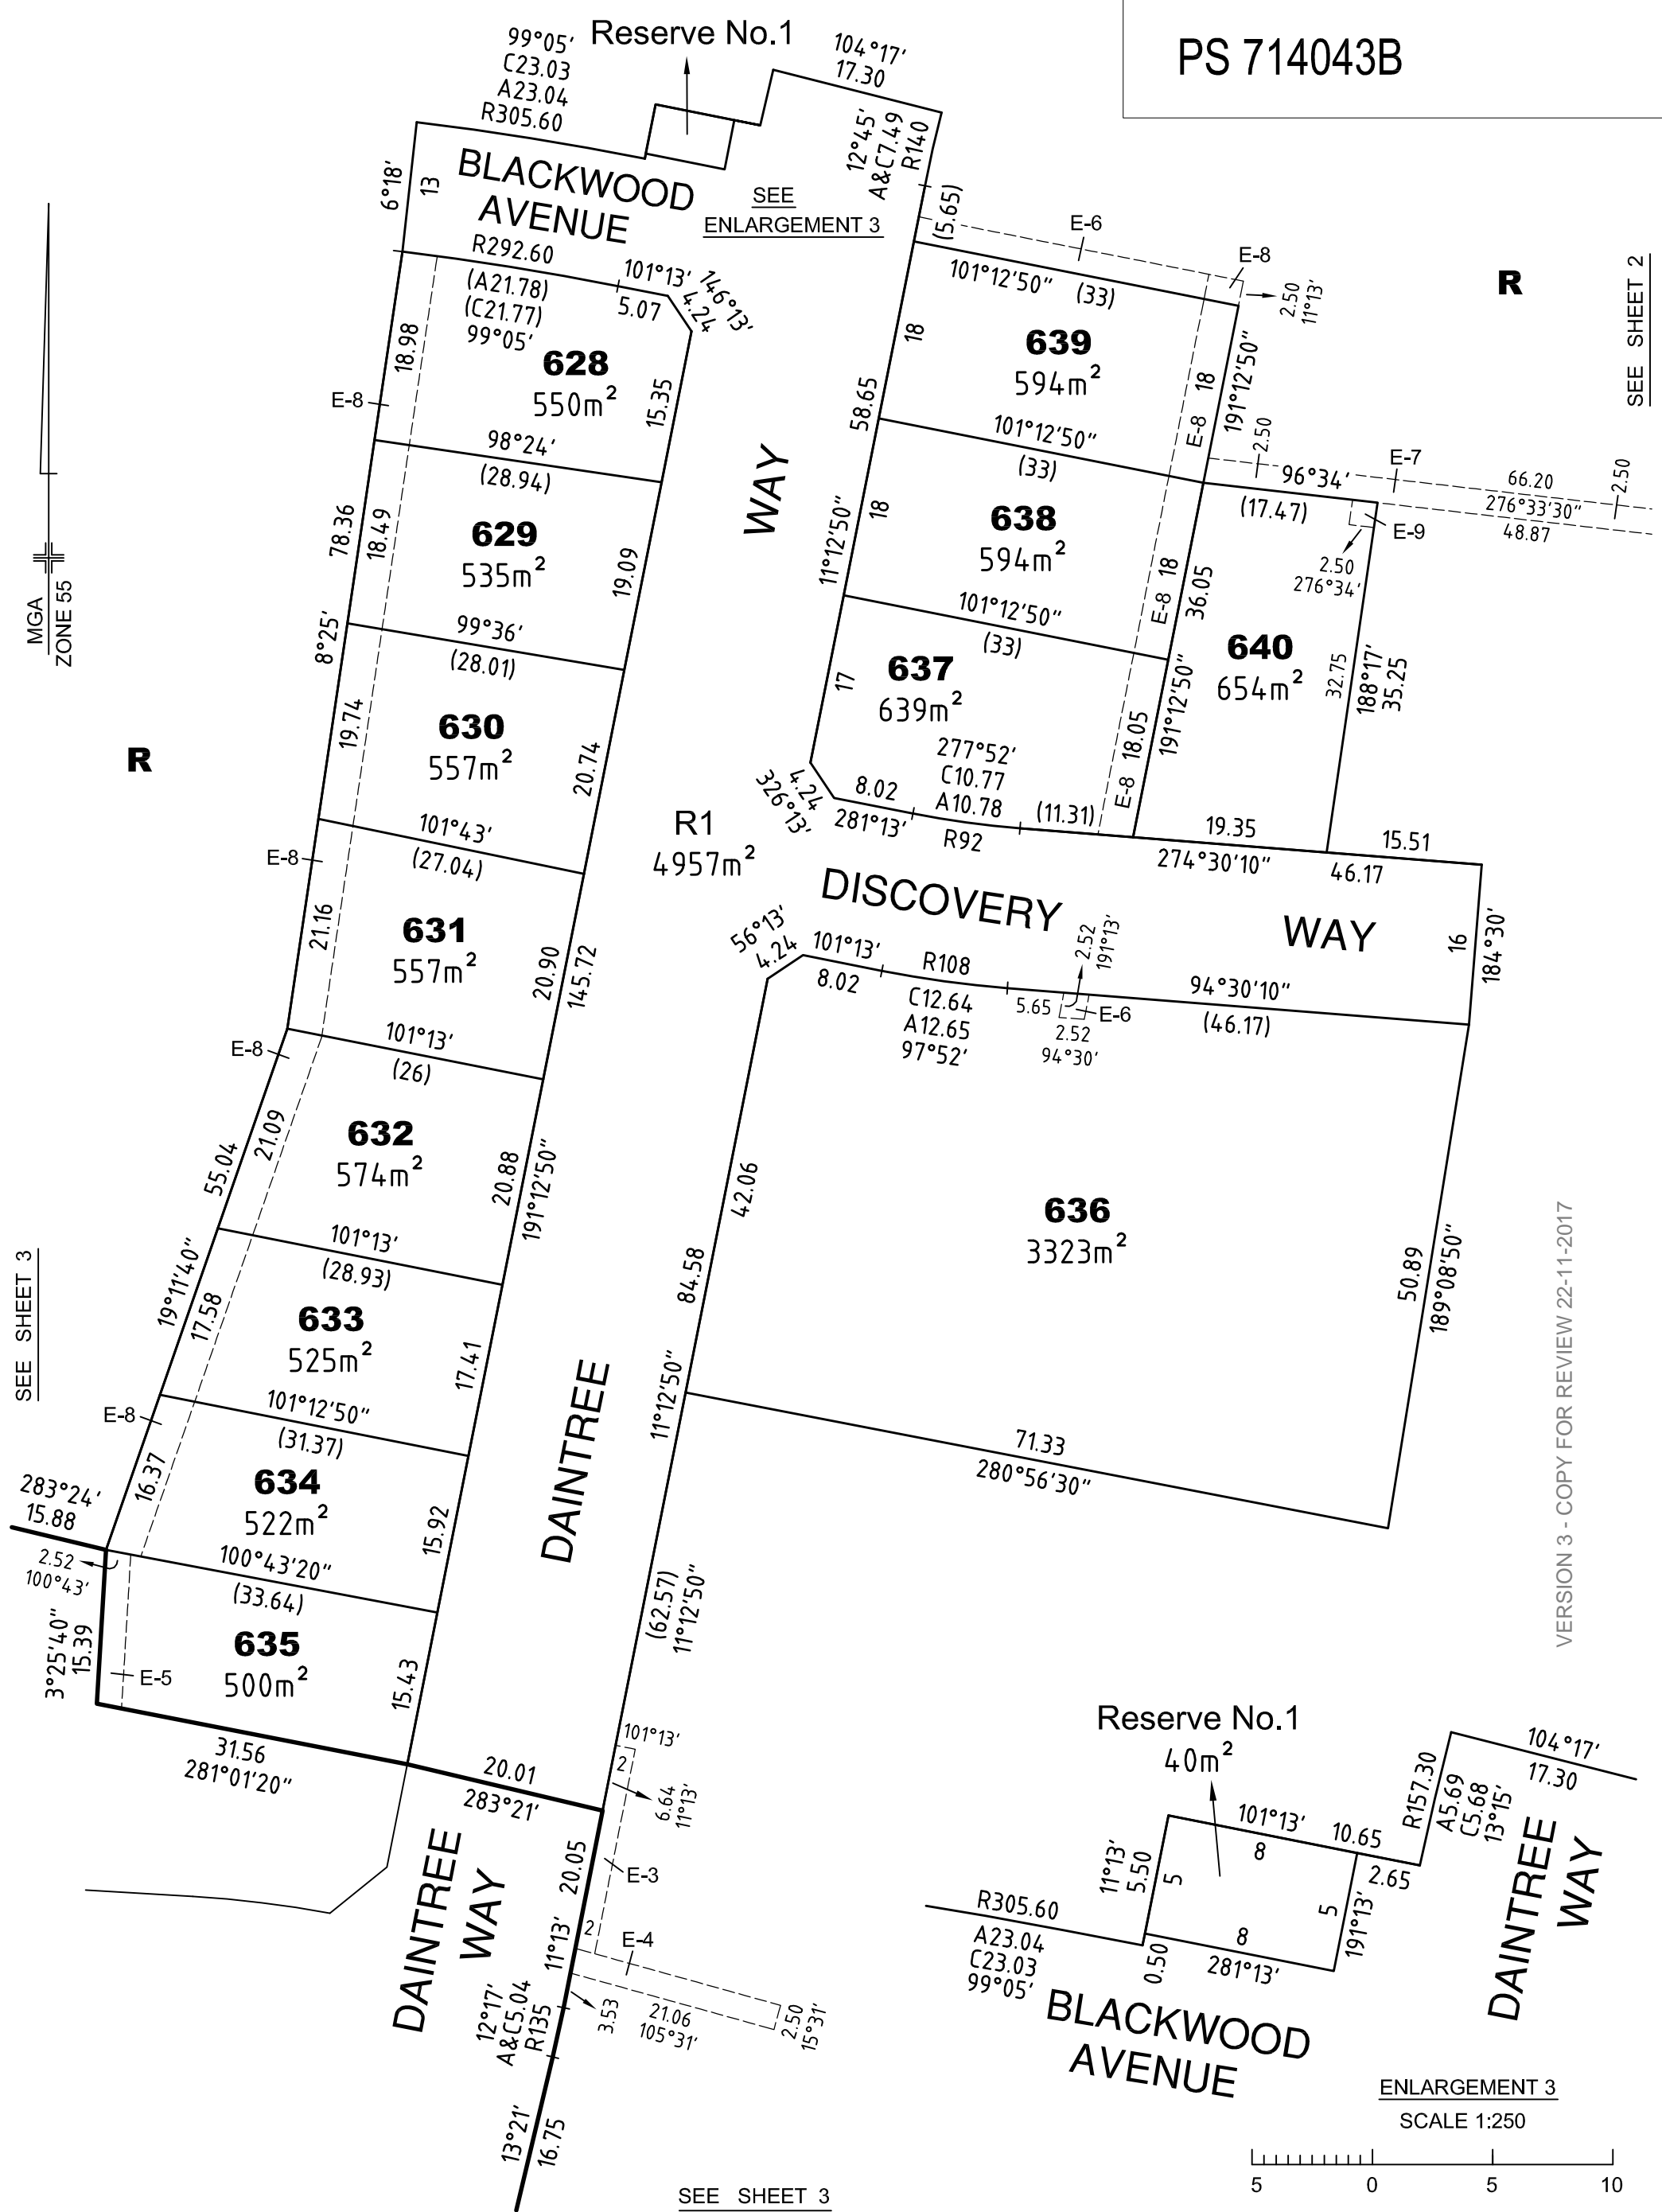 PS 714043B
99°05'
C23.03
A23.04
R305.60
Reserve No.1
104°17'
17.30
12°45'
A&C7.49
R140
6°18'
13
BLACKWOOD
AVENUE
SEE
ENLARGEMENT 3
(5.65)
E-6
E-8
R
SEE SHEET 2
R292.60
(A21.78)
(C21.77)
99°05'
101°13'
5.07
146°13'
4.24
101°12'50"
(33)
2.50
11°13'
18.98
628
550m²
15.35
E-8
18
639
594m²
18
191°12'50"
E-8
58.65
98°24'
(28.94)
101°12'50"
(33)
2.50
96°34'
(17.47)
E-7
66.20
276°33'30"
48.87
2.50
E-9
2.50
276°34'
WAY
78.36
18.49
629
535m²
19.09
18
638
594m²
18
E-8
36.05
11°12'50"
MGA
ZONE 55
8°25'
99°36'
(28.01)
101°12'50"
(33)
640
654m²
32.75
188°17'
35.25
19.74
630
557m²
20.74
17
637
639m²
18.05
191°12'50"
E-8
R
277°52'
C10.77
A10.78
(11.31)
4.24
326°13'
8.02
281°13'
R92
19.35
274°30'10"
15.51
46.17
R1
4957m²
101°43'
(27.04)
E-8
DISCOVERY
WAY
16
184°30'
21.16
631
557m²
20.90
145.72
56°13'
4.24
101°13'
8.02
R108
C12.64
A12.65
97°52'
5.65
2.52
191°13'
E-6
2.52
94°30'
94°30'10"
(46.17)
101°13'
(26)
E-8
55.04
21.09
632
574m²
20.88
191°12'50"
42.06
636
3323m²
50.89
189°08'50"
SEE SHEET 3
19°11'40"
101°13'
(28.93)
17.58
633
525m²
17.41
84.58
11°12'50"
DAINTREE
E-8
101°12'50"
(31.37)
71.33
280°56'30"
283°24'
15.88
16.37
634
522m²
15.92
2.52
100°43'
100°43'20"
(33.64)
(62.57)
11°12'50"
3°25'40"
15.39
635
500m²
E-5
15.43
31.56
281°01'20"
20.01
283°21'
101°13'
2
6.64
11°13'
DAINTREE
WAY
20.05
11°13'
E-3
2
E-4
12°17'
A&C5.04
R135
3.53
21.06
105°31'
2.50
15°31'
13°21'
16.75
SEE SHEET 3
VERSION 3 - COPY FOR REVIEW 22-11-2017
Reserve No.1
40m²
104°17'
17.30
R157.30
A5.69
C5.68
13°15'
101°13'
10.65
8
2.65
11°13'
5.50
5
5
191°13'
R305.60
A23.04
C23.03
99°05'
0.50
8
281°13'
DAINTREE
WAY
BLACKWOOD
AVENUE
ENLARGEMENT 3
SCALE 1:250
5 0 5 10